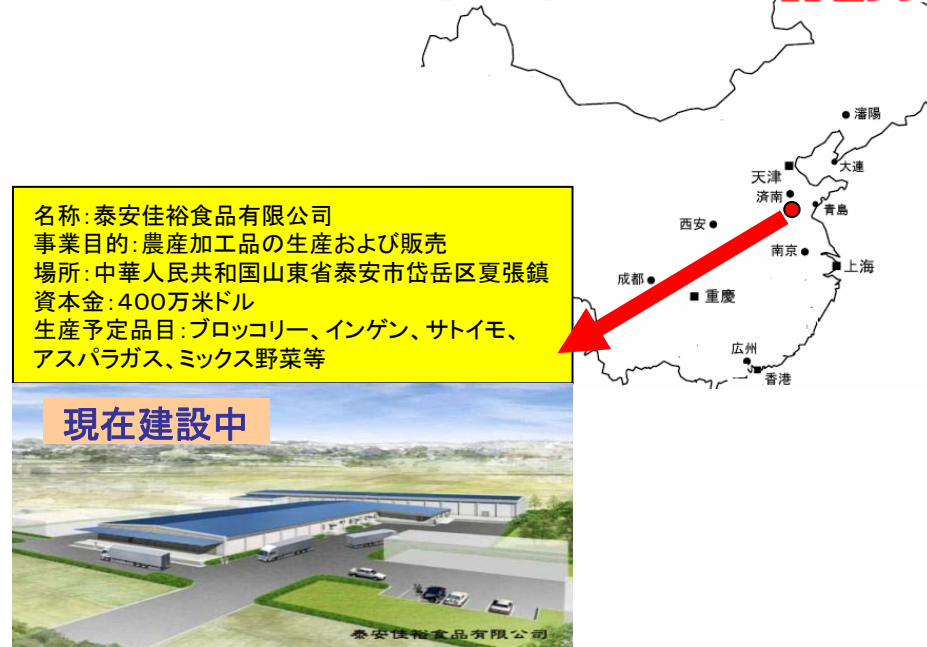 瀋陽
大連
天津
済南
青島
西安
南京
上海
成都
重慶
広州
香港
名称:泰安佳裕食品有限公司
事業目的:農産加工品の生産および販売
場所:中華人民共和国山東省泰安市岱岳区夏張鎮
資本金:400万米ドル
生産予定品目:ブロッコリー、インゲン、サトイモ、
アスパラガス、ミックス野菜等
現在建設中
泰安佳裕食品有限公司